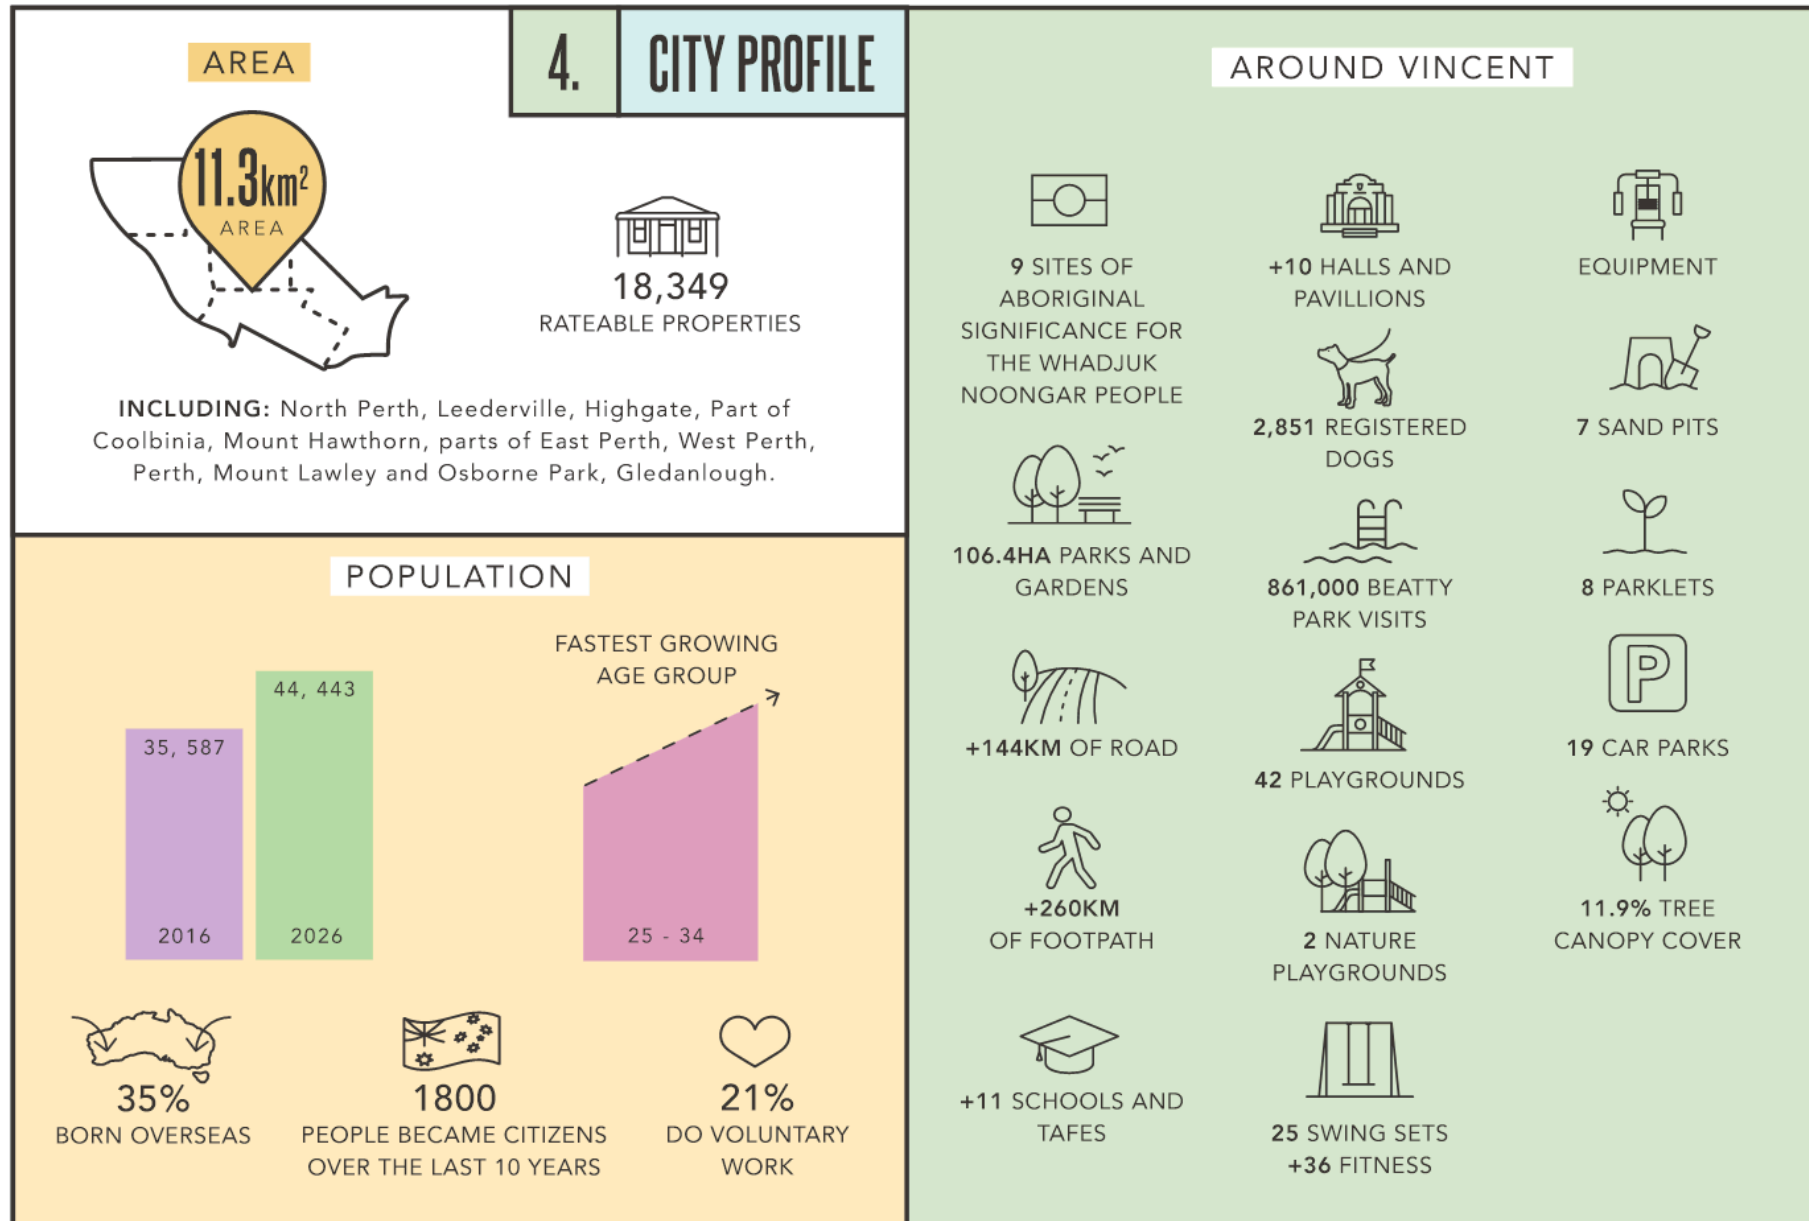 4.
CITY PROFILE
AREA
11.3km²
AREA
18,349
RATEABLE PROPERTIES
INCLUDING: North Perth, Leederville, Highgate, Part of
Coolbinia, Mount Hawthorn, parts of East Perth, West Perth,
Perth, Mount Lawley and Osborne Park, Gledanlough.
POPULATION
35, 587
2016
44, 443
2026
FASTEST GROWING
AGE GROUP
25 - 34
35%
BORN OVERSEAS
1800
PEOPLE BECAME CITIZENS
OVER THE LAST 10 YEARS
21%
DO VOLUNTARY
WORK
AROUND VINCENT
9 SITES OF
ABORIGINAL
SIGNIFICANCE FOR
THE WHADJUK
NOONGAR PEOPLE
106.4HA PARKS AND
GARDENS
+144KM OF ROAD
+260KM
OF FOOTPATH
+11 SCHOOLS AND
TAFES
+10 HALLS AND
PAVILLIONS
2,851 REGISTERED
DOGS
861,000 BEATTY
PARK VISITS
42 PLAYGROUNDS
2 NATURE
PLAYGROUNDS
25 SWING SETS
+36 FITNESS
EQUIPMENT
7 SAND PITS
8 PARKLETS
P
19 CAR PARKS
11.9% TREE
CANOPY COVER